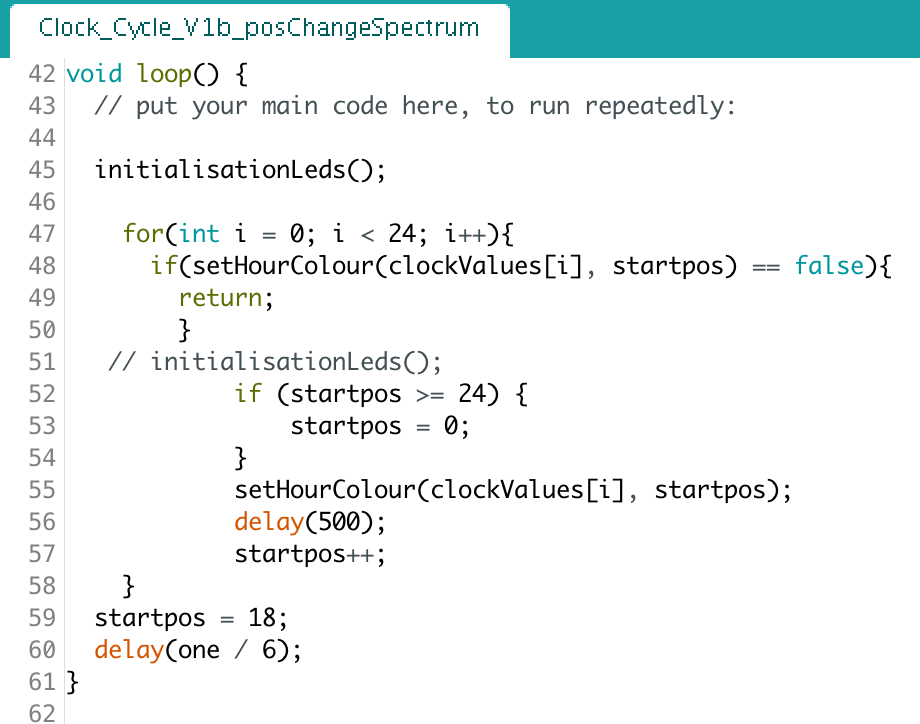 Clock_Cycle_V1b_posChangeSpectrum
42 void loop() {
43   // put your main code here, to run repeatedly:
44
45   initialisationLeds();
46
47     for(int i = 0; i < 24; i++){
48       if(setHourColour(clockValues[i], startpos) == false){
49         return;
50         }
51    // initialisationLeds();
52             if (startpos >= 24) {
53                 startpos = 0;
54             }
55             setHourColour(clockValues[i], startpos);
56             delay(500);
57             startpos++;
58     }
59   startpos = 18;
60   delay(one / 6);
61 }
62